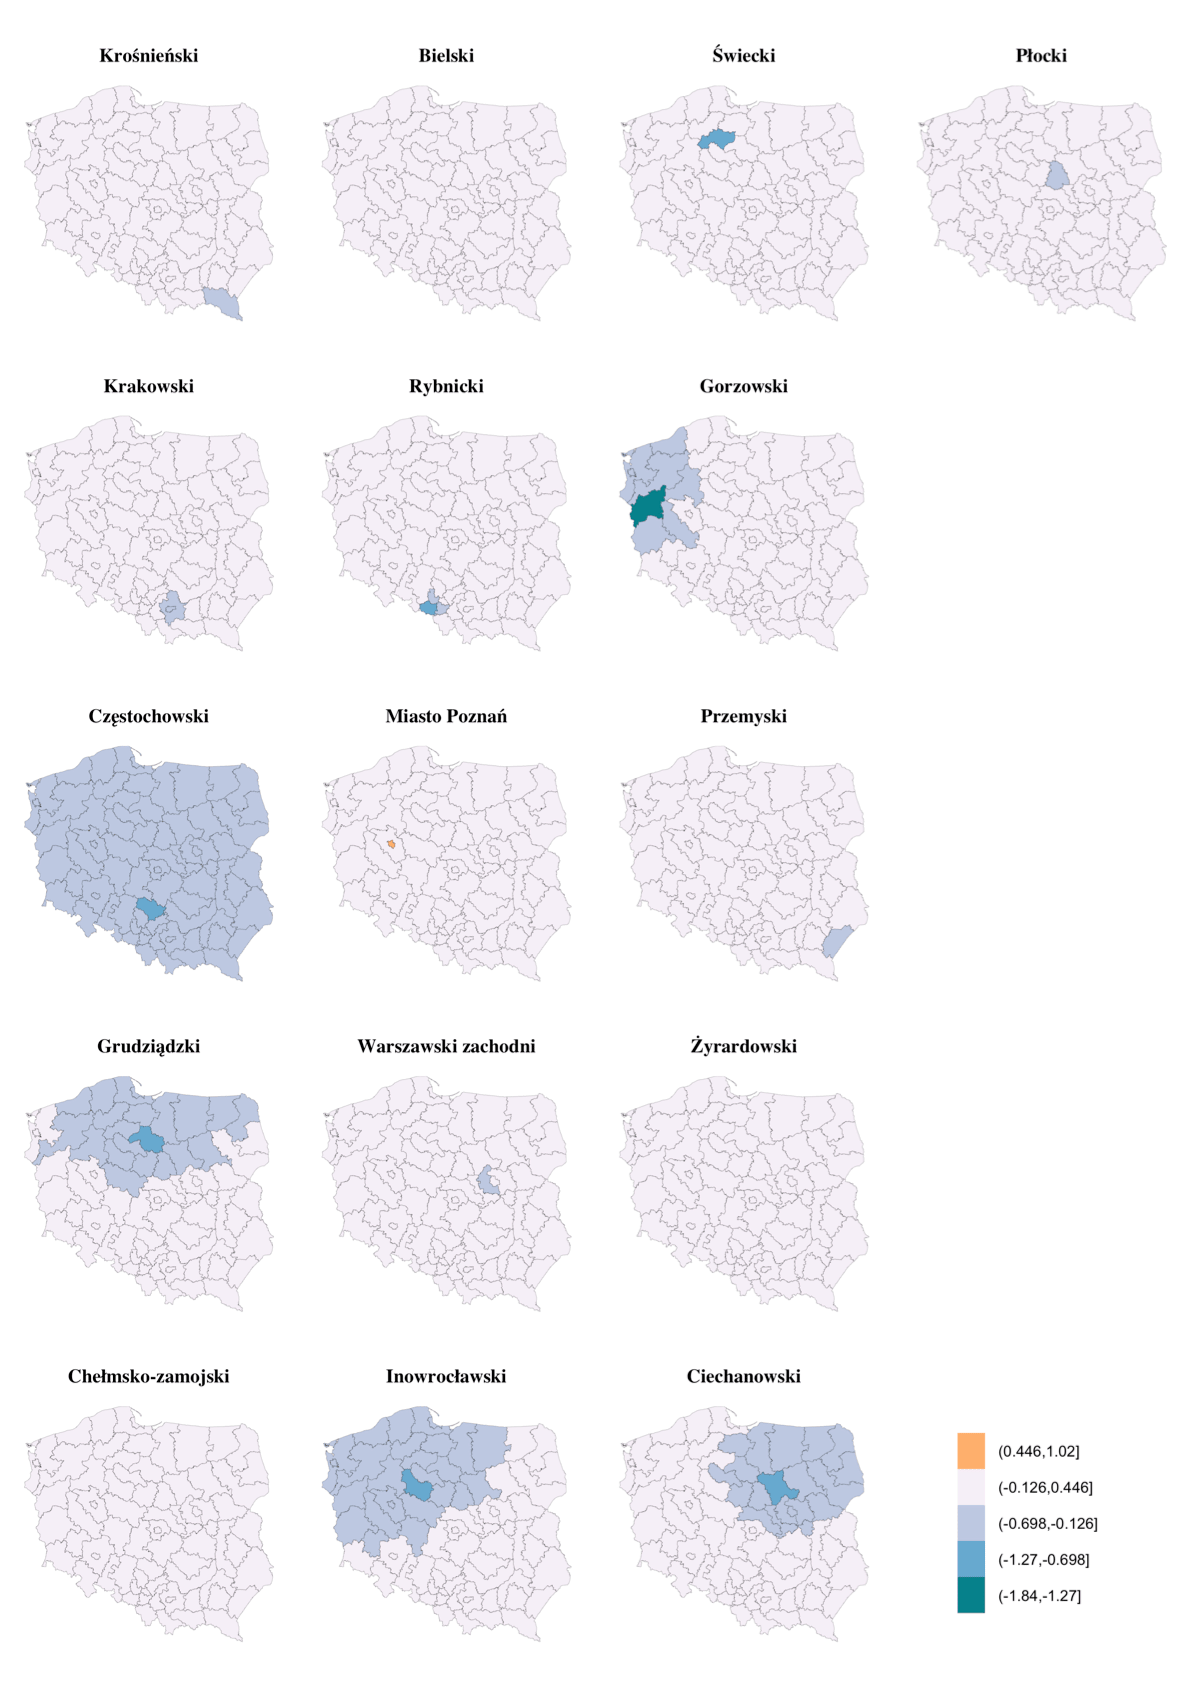 Krośnieński
Bielski
Świecki
Płocki
Krakowski
Rybnicki
Gorzowski
Częstochowski
Miasto Poznań
Przemyski
Grudziądzki
Warszawski zachodni
Żyrardowski
Chełmsko-zamojski
Inowrocławski
Ciechanowski
(0.446,1.02]
(-0.126,0.446]
(-0.698,-0.126]
(-1.27,-0.698]
(-1.84,-1.27]